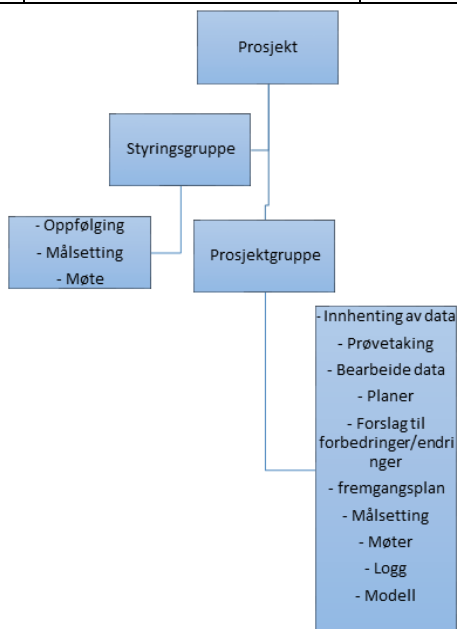 Prosjekt
Styringsgruppe
- Oppfølging
- Målsetting
- Møte
Prosjektgruppe
- Innhenting av data
- Prøvetaking
- Bearbeide data
- Planer
- Forslag til
forbedringer/endri
nger
- fremgangsplan
- Målsetting
- Møter
- Logg
- Modell